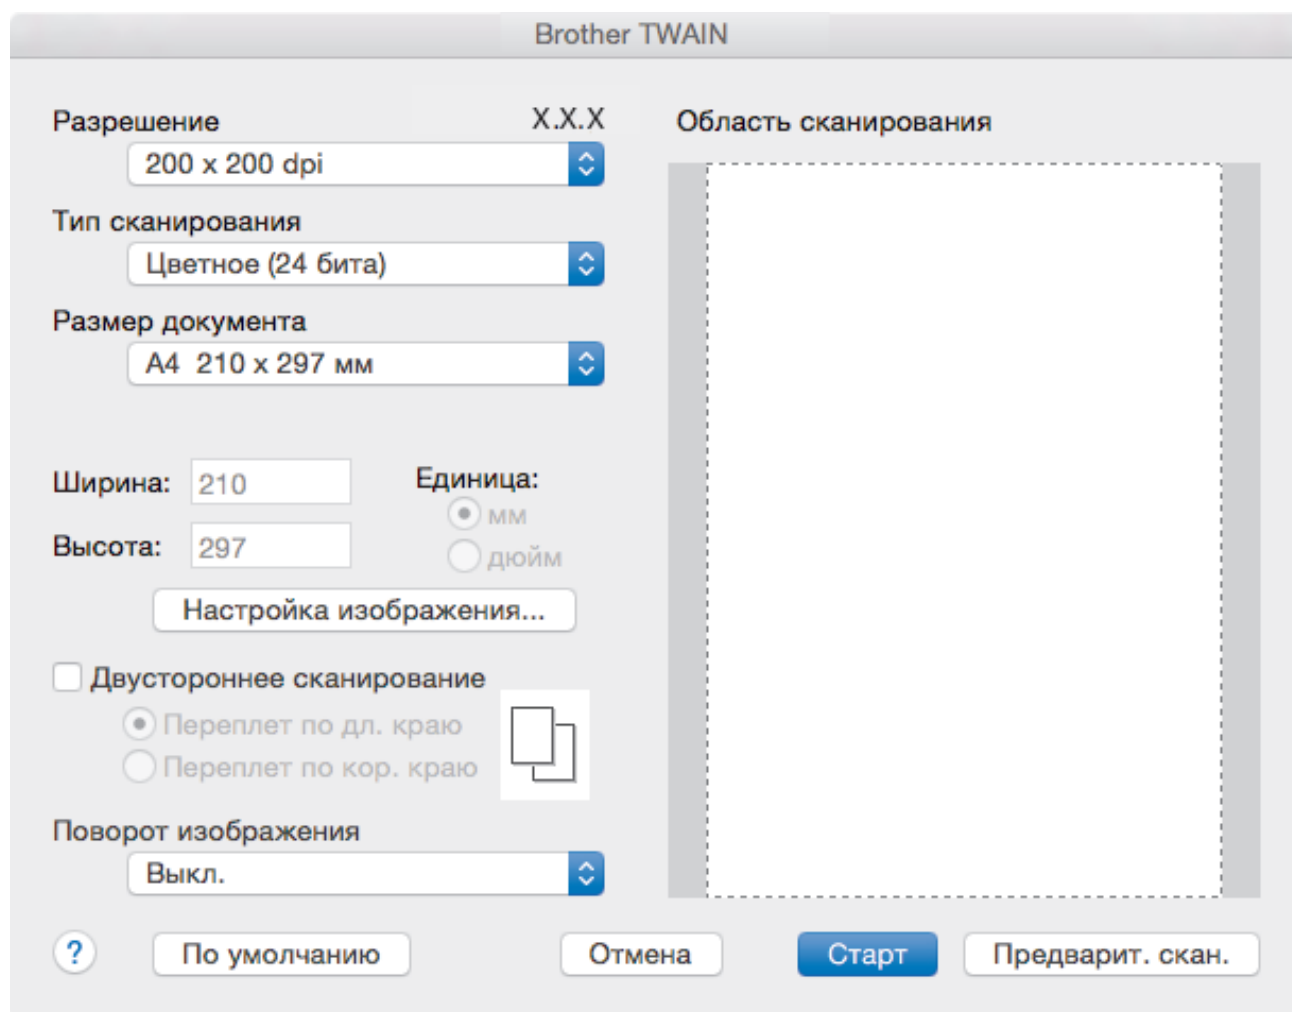 Brother TWAIN
Разрешение
X.X.X
200 x 200 dpi
Тип сканирования
Цветное (24 бита)
Размер документа
A4 210 x 297 мм
Ширина: 210
Единица:
мм
Высота: 297
дюйм
Настройка изображения...
Двустороннее сканирование
Переплет по дл. краю
Переплет по кор. краю
Поворот изображения
Выкл.
Область сканирования
? По умолчанию Отмена Старт Предварит. скан.